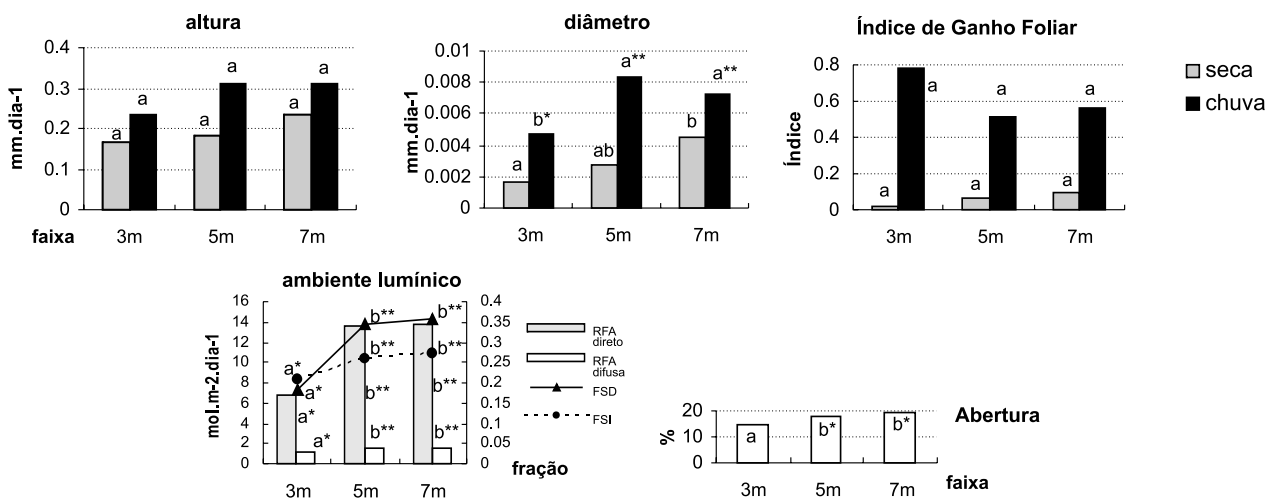 altura
mm.dia-1
0.4
0.3
0.2
0.1
0
a
a
a
a
a
a
faixa
3m
5m
7m
diâmetro
mm.dia-1
0.01
0.008
0.006
0.004
0.002
0
a
b*
ab
a**
b
a**
3m
5m
7m
Índice de Ganho Foliar
Índice
0.8
0.6
0.4
0.2
0
a
a
a
a
a
a
3m
5m
7m
seca
chuva
ambiente lumínico
mol.m-2.dia-1
16
14
12
10
8
6
4
2
0
0.4
0.35
0.3
0.25
0.2
0.15
0.1
0.05
0
a*
a*
a*
a*
b**
b**
b**
b**
b**
b**
b**
b**
3m
5m
7m
fração
RFA
direto
RFA
difusa
FSD
FSI
Abertura
%
20
10
0
a
b*
b*
3m
5m
7m
faixa